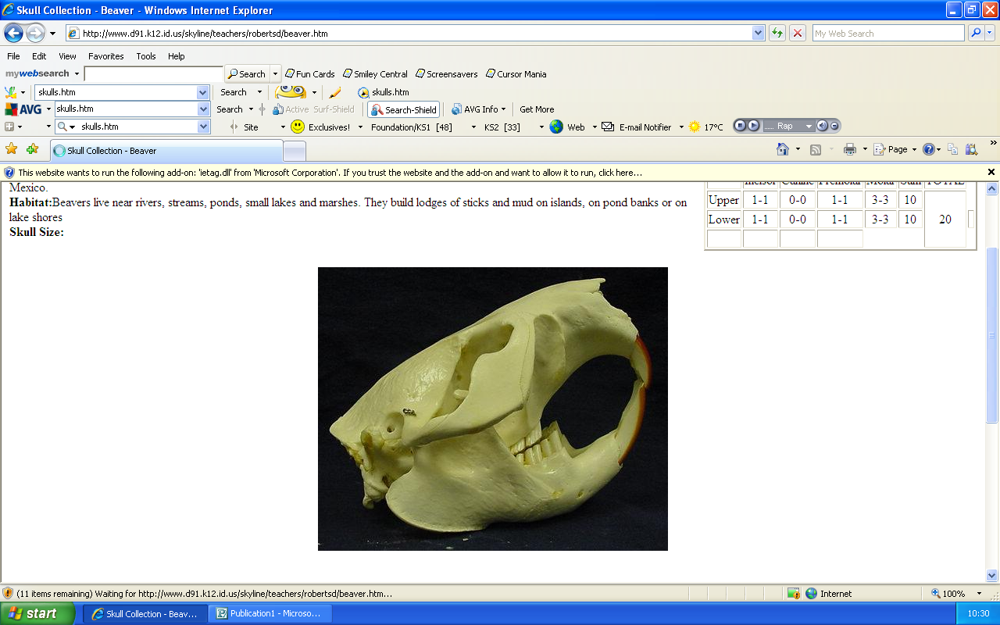 Skull Collection - Beaver - Windows Internet Explorer
http://www.d91.k12.id.us/skyline/teachers/robertsd/beaver.htm
My Web Search
File Edit View Favorites Tools Help
mywebsearch Search Fun Cards Smiley Central Screensavers Cursor Mania
skulls.htm Search skulls.htm
AVG skulls.htm Search Active Surf-Shield Search-Shield AVG Info Get More
skulls.htm Site Exclusives! Foundation/KS1 [48] KS2 [33] Web E-mail Notifier 17°C ..... Rap
Skull Collection - Beaver Page
This website wants to run the following add-on: 'ietag.dll' from 'Microsoft Corporation'. If you trust the website and the add-on and want to allow it to run, click here...
Mexico.
Habitat:Beavers live near rivers, streams, ponds, small lakes and marshes. They build lodges of sticks and mud on islands, on pond banks or on
lake shores
Skull Size:
Incisor Canine Premolar Molar Sum TOTAL
Upper 1-1 0-0 1-1 3-3 10
Lower 1-1 0-0 1-1 3-3 10 20
(11 items remaining) Waiting for http://www.d91.k12.id.us/skyline/teachers/robertsd/beaver.htm... Internet 100%
start Skull Collection - Beav... Publication1 - Microso... 10:30